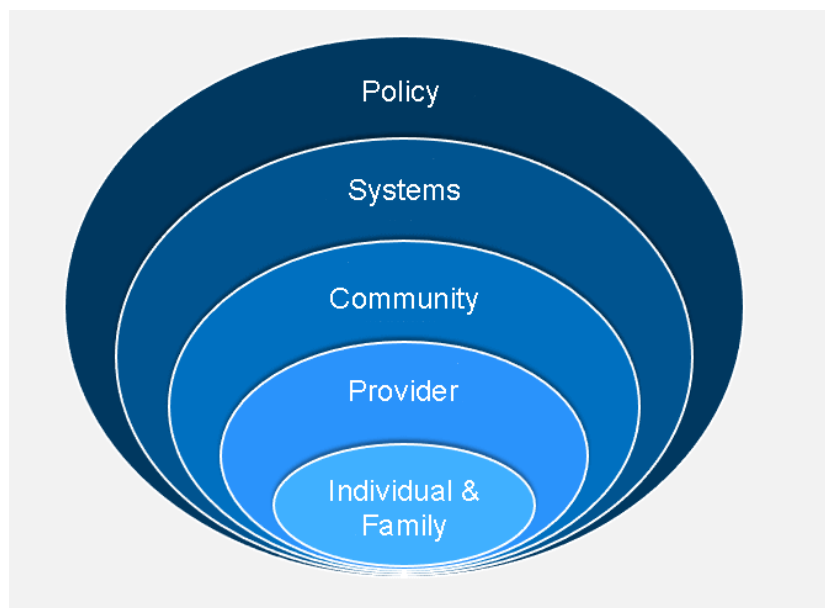 Policy
Systems
Community
Provider
Individual &
Family